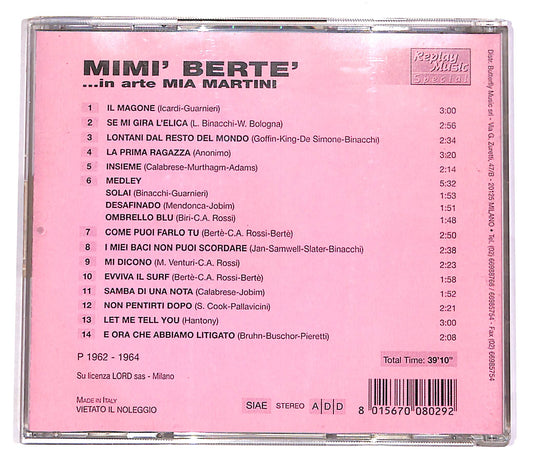 MIMI' BERTE'
...in arte MIA MARTINI
Replay
Music
Special
1 IL MAGONE (Icardi-Guarnieri) 3:00
2 SE MI GIRA L'ELICA (L. Binacchi-W. Bologna) 2:56
3 LONTANI DAL RESTO DEL MONDO (Goffin-King-De Simone-Binacchi) 2:34
4 LA PRIMA RAGAZZA (Anonimo) 3:20
5 INSIEME (Calabrese-Murthagm-Adams) 2:14
6 MEDLEY 5:32
SOLAI (Binacchi-Guarnieri) 1:53
DESAFINADO (Mendonca-Jobim) 1:51
OMBRELLO BLU (Biri-C.A. Rossi) 1:48
7 COME PUOI FARLO TU (Bertè-C.A. Rossi-Bertè) 2:50
8 I MIEI BACI NON PUOI SCORDARE (Jan-Samwell-Slater-Binacchi) 2:38
9 MI DICONO (M. Venturi-C.A. Rossi) 2:23
10 EVVIVA IL SURF (Bertè-C.A. Rossi-Bertè) 1:58
11 SAMBA DI UNA NOTA (Calabrese-Jobim) 1:52
12 NON PENTIRTI DOPO (S. Cook-Pallavicini) 2:21
13 LET ME TELL YOU (Hantony) 3:03
14 E ORA CHE ABBIAMO LITIGATO (Bruhn-Buschor-Pieretti) 2:08
P 1962 - 1964
Total Time: 39'10"
Su licenza LORD sas - Milano
MADE IN ITALY
VIETATO IL NOLEGGIO
SIAE STEREO A D D
8 015670 080292
Distr. Butterfly Music srl - Via G. Zuretti, 47/B - 20125 MILANO • Tel. (02) 66988768 / 66985754 - Fax (02) 66985754